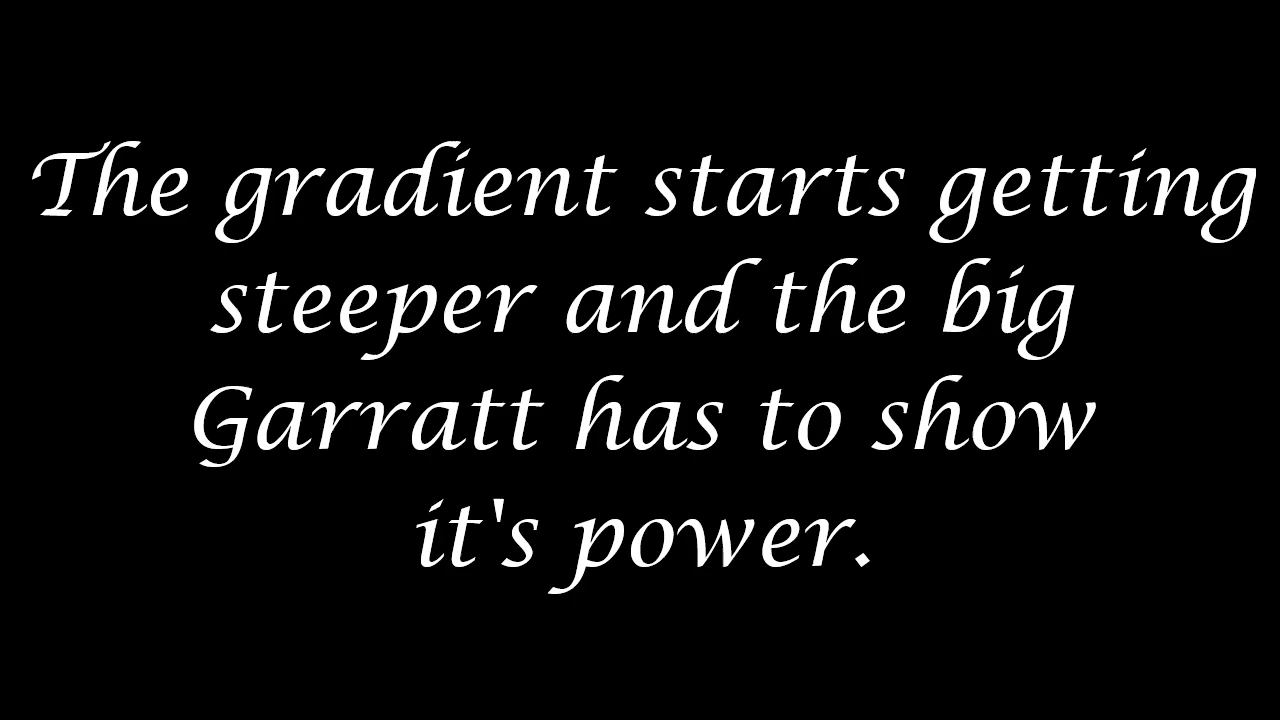 The gradient starts getting
steeper and the big
Garratt has to show
it's power.